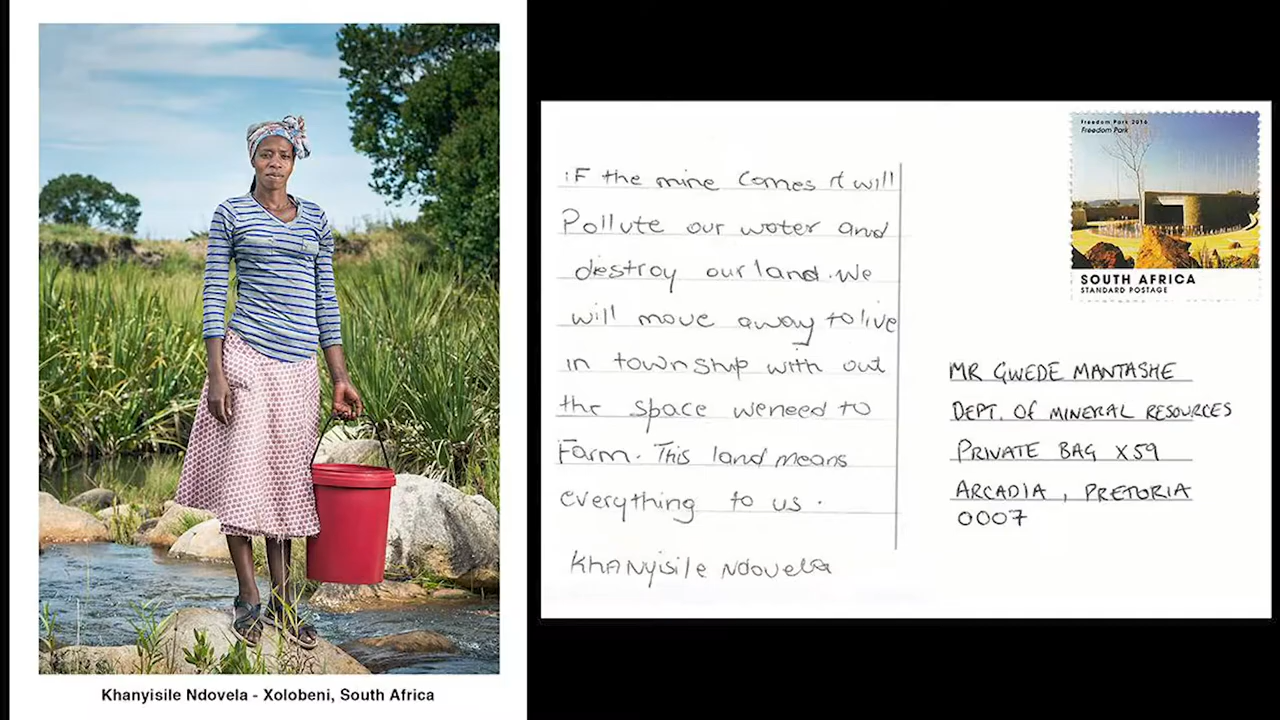 Khanyisile Ndovela - Xolobeni, South Africa
iF the mine comes it will
Pollute our water and
destroy our land. We
will move away to live
in township with out
the space we need to
Farm. This land means
everything to us.
Khanyisile Ndovela
Freedom Park 2016
Freedom Park
SOUTH AFRICA
STANDARD POSTAGE
MR GWEDE MANTASHE
DEPT. OF MINERAL RESOURCES
PRIVATE BAG X59
ARCADIA, PRETORIA
0007